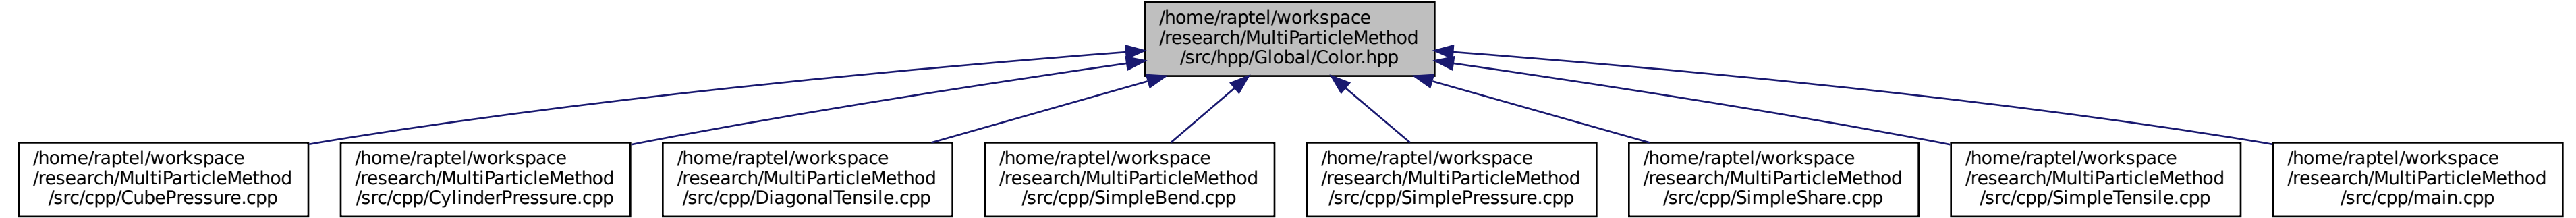 /home/raptel/workspace
/research/MultiParticleMethod
/src/hpp/Global/Color.hpp
/home/raptel/workspace
/research/MultiParticleMethod
/src/cpp/CubePressure.cpp
/home/raptel/workspace
/research/MultiParticleMethod
/src/cpp/CylinderPressure.cpp
/home/raptel/workspace
/research/MultiParticleMethod
/src/cpp/DiagonalTensile.cpp
/home/raptel/workspace
/research/MultiParticleMethod
/src/cpp/SimpleBend.cpp
/home/raptel/workspace
/research/MultiParticleMethod
/src/cpp/SimplePressure.cpp
/home/raptel/workspace
/research/MultiParticleMethod
/src/cpp/SimpleShare.cpp
/home/raptel/workspace
/research/MultiParticleMethod
/src/cpp/SimpleTensile.cpp
/home/raptel/workspace
/research/MultiParticleMethod
/src/cpp/main.cpp